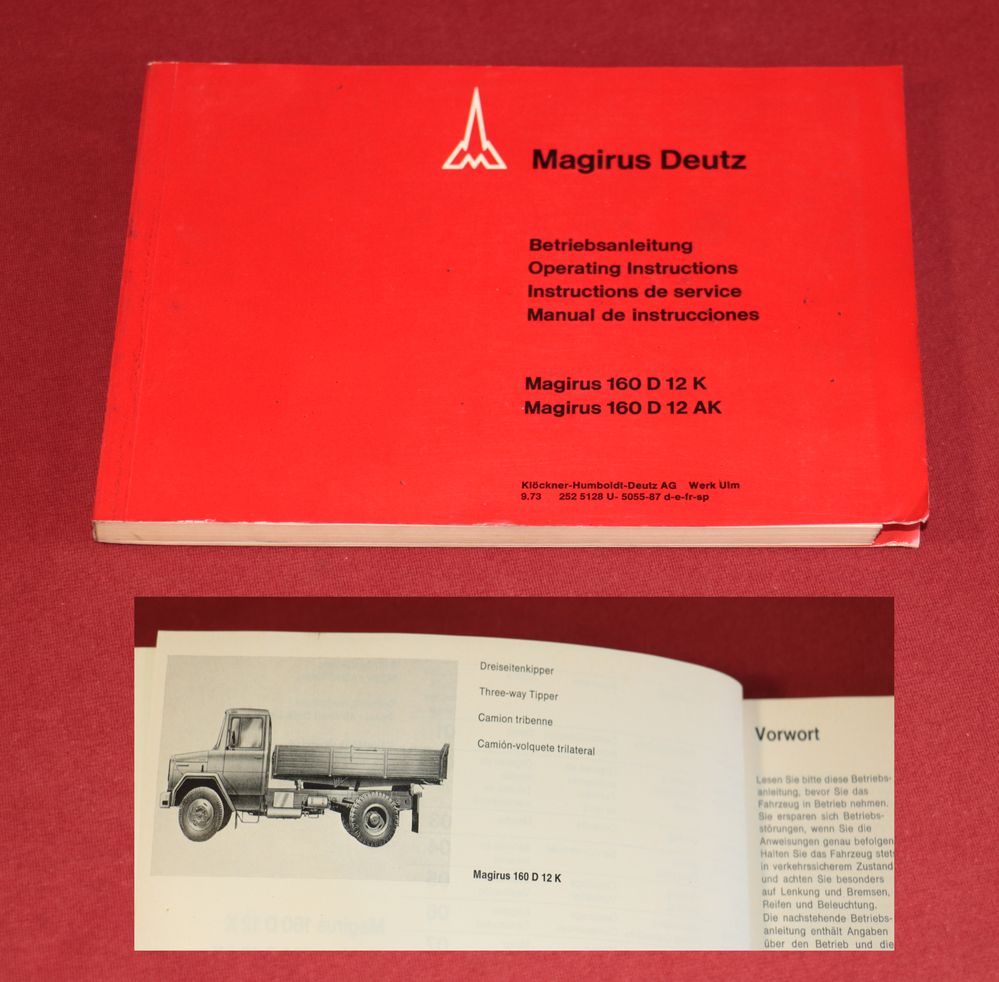 Magirus Deutz
Betriebsanleitung
Operating Instructions
Instructions de service
Manual de instrucciones
Magirus 160 D 12 K
Magirus 160 D 12 AK
Klöckner-Humboldt-Deutz AG Werk Ulm
9.73 252 5128 U- 5055-87 d-e-fr-sp
Dreiseitenkipper
Three-way Tipper
Camion tribenne
Camión-volquete trilateral
Magirus 160 D 12 K
Vorwort
Lesen Sie bitte diese Betriebs-
anleitung, bevor Sie das
Fahrzeug in Betrieb nehmen.
Sie ersparen sich Betriebs-
störungen, wenn Sie die
Anweisungen genau befolgen
Halten Sie das Fahrzeug stets
in verkehrssicherem Zustand
und achten Sie besonders
auf Lenkung und Bremsen,
Reifen und Beleuchtung.
Die nachstehende Betriebs-
anleitung enthält Angaben
über den Betrieb und die